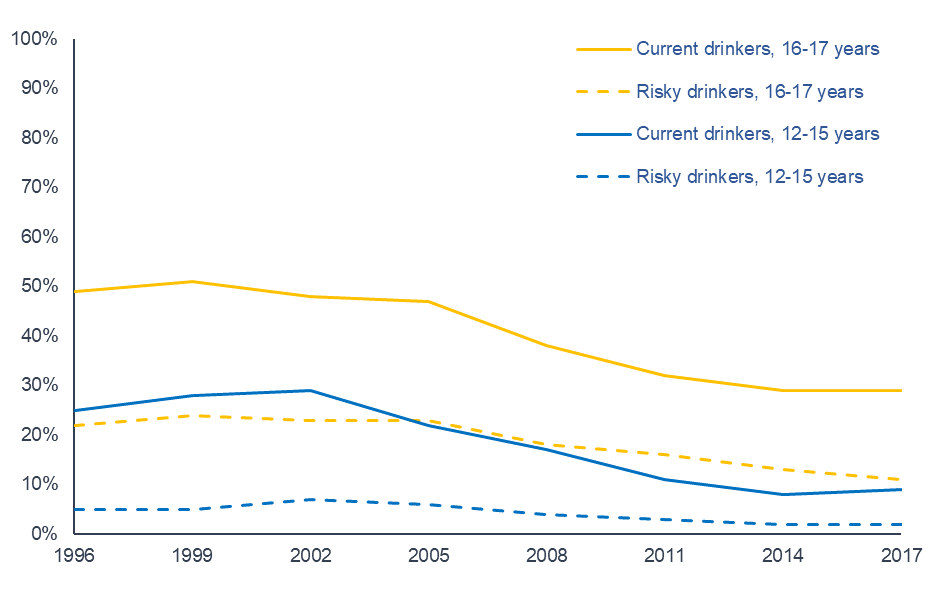 100%
90%
80%
70%
60%
50%
40%
30%
20%
10%
0%
1996 1999 2002 2005 2008 2011 2014 2017
Current drinkers, 16-17 years
Risky drinkers, 16-17 years
Current drinkers, 12-15 years
Risky drinkers, 12-15 years